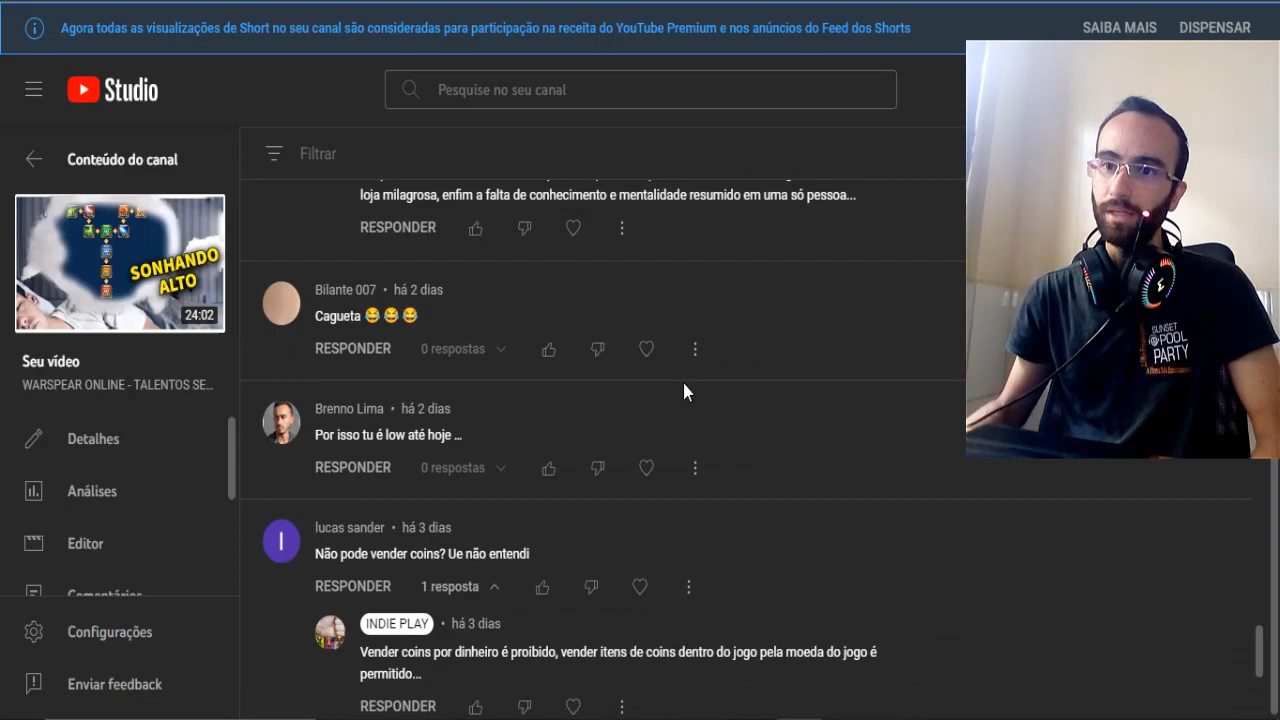 Agora todas as visualizações de Short no seu canal são consideradas para participação na receita do YouTube Premium e nos anúncios do Feed dos Shorts
SAIBA MAIS
DISPENSAR
Studio
Pesquise no seu canal
Conteúdo do canal
Filtrar
loja milagrosa, enfim a falta de conhecimento e mentalidade resumido em uma só pessoa...
RESPONDER
SONHANDO
ALTO
24:02
Seu vídeo
WARSPEAR ONLINE - TALENTOS SE...
Detalhes
Análises
Editor
Comentários
Configurações
Enviar feedback
Bilante 007 • há 2 dias
Cagueta 😂😂😂
RESPONDER 0 respostas
Brenno Lima • há 2 dias
Por isso tu é low até hoje ...
RESPONDER 0 respostas
l
lucas sander • há 3 dias
Não pode vender coins? Ue não entendi
RESPONDER 1 resposta
INDIE PLAY • há 3 dias
Vender coins por dinheiro é proibido, vender itens de coins dentro do jogo pela moeda do jogo é
permitido...
RESPONDER
SUNSET
POOL
PARTY